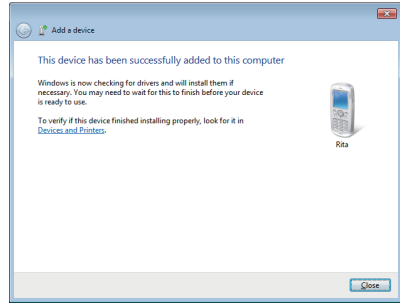 Add a device
This device has been successfully added to this computer
Windows is now checking for drivers and will install them if
necessary. You may need to wait for this to finish before your device
is ready to use.
To verify if this device finished installing properly, look for it in
Devices and Printers.
Rita
Close